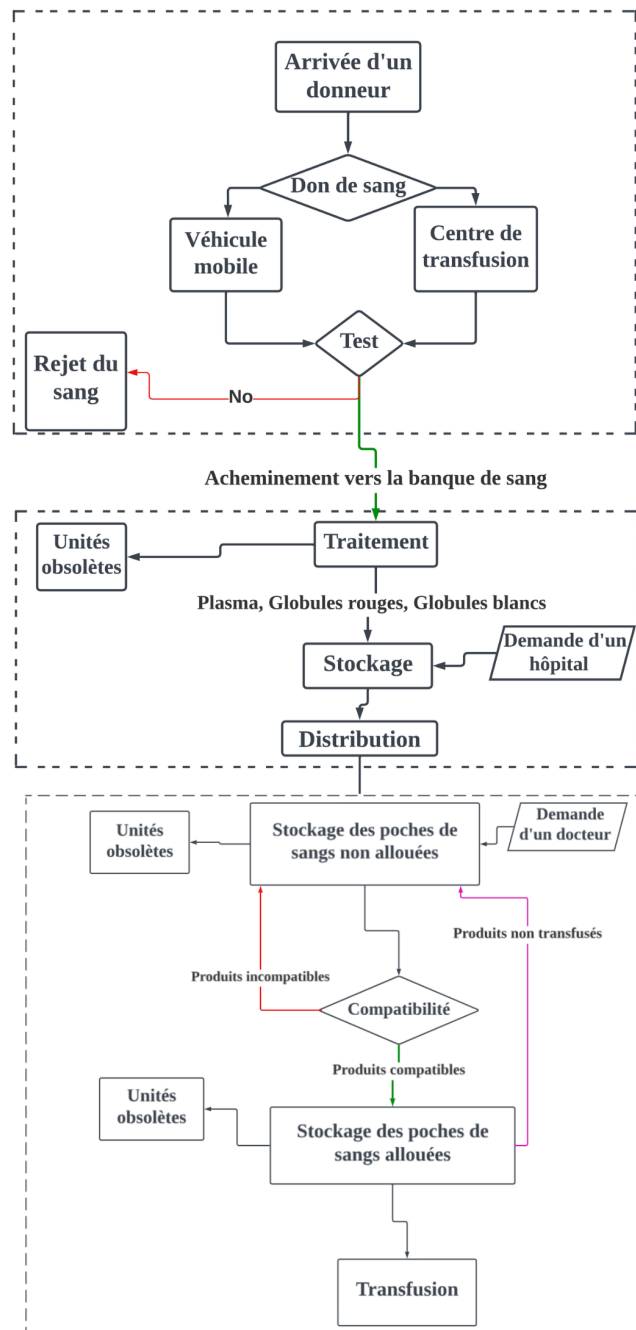 Arrivée d'un
donneur
Don de sang
Véhicule
mobile
Centre de
transfusion
Test
Rejet du
sang
No
Acheminement vers la banque de sang
Unités
obsolètes
Traitement
Plasma, Globules rouges, Globules blancs
Stockage
Demande d'un
hôpital
Distribution
Unités
obsolètes
Stockage des poches de
sangs non allouées
Demande
d'un docteur
Produits non transfusés
Produits incompatibles
Compatibilité
Produits compatibles
Unités
obsolètes
Stockage des poches de
sangs allouées
Transfusion